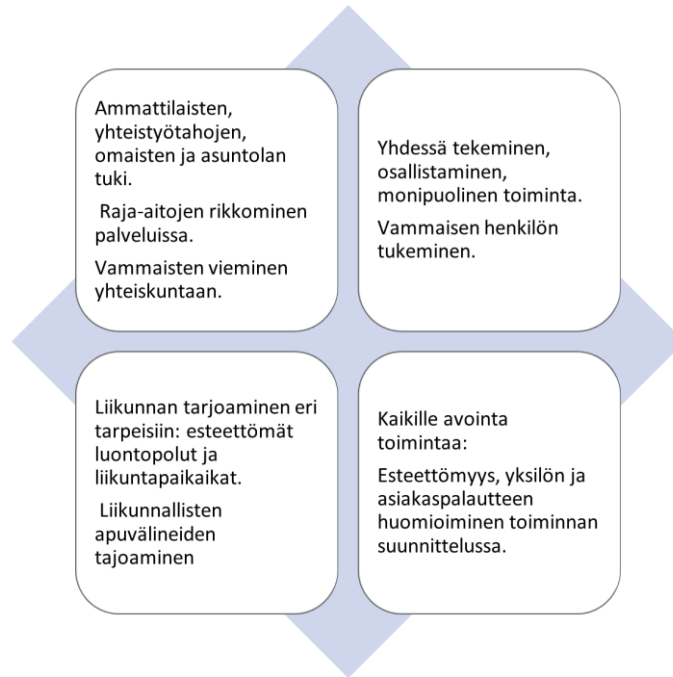 Ammattilaisten,
yhteistyötahojen,
omaisten ja asuntolan
tuki.
Raja-aitojen rikkominen
palveluissa.
Vammaisten vieminen
yhteiskuntaan.
Yhdessä tekeminen,
osallistaminen,
monipuolinen toiminta.
Vammaisen henkilön
tukeminen.
Liikunnan tarjoaminen eri
tarpeisiin: esteettömät
luontopolut ja
liikuntapaikaikat.
Liikunnallisten
apuvälineiden
tajoaminen
Kaikille avointa
toimintaa:
Esteettömyys, yksilön ja
asiakaspalautteen
huomioiminen toiminnan
suunnittelussa.